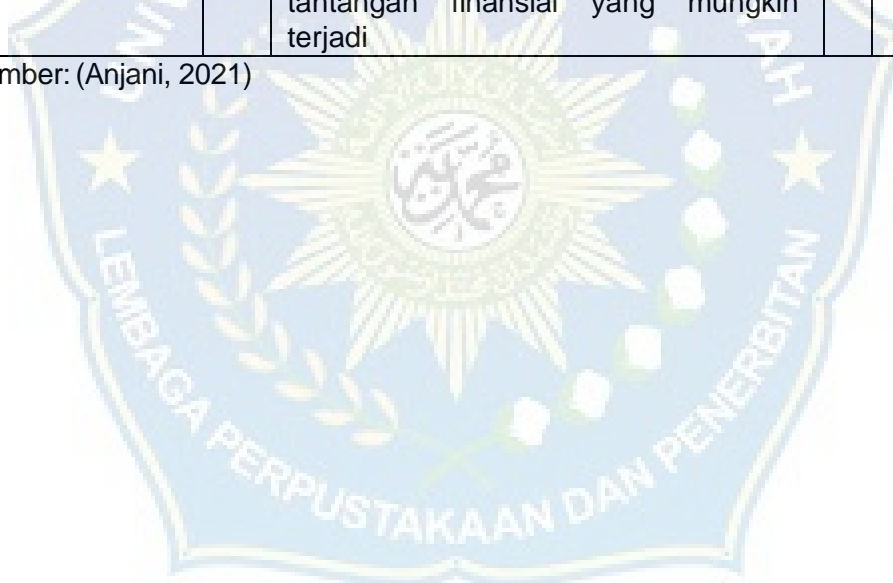 tantangan finansial yang mungkin
terjadi
mber: (Anjani, 2021)
LEMBAGA PERPUSTAKAAN DAN PENERBITAN